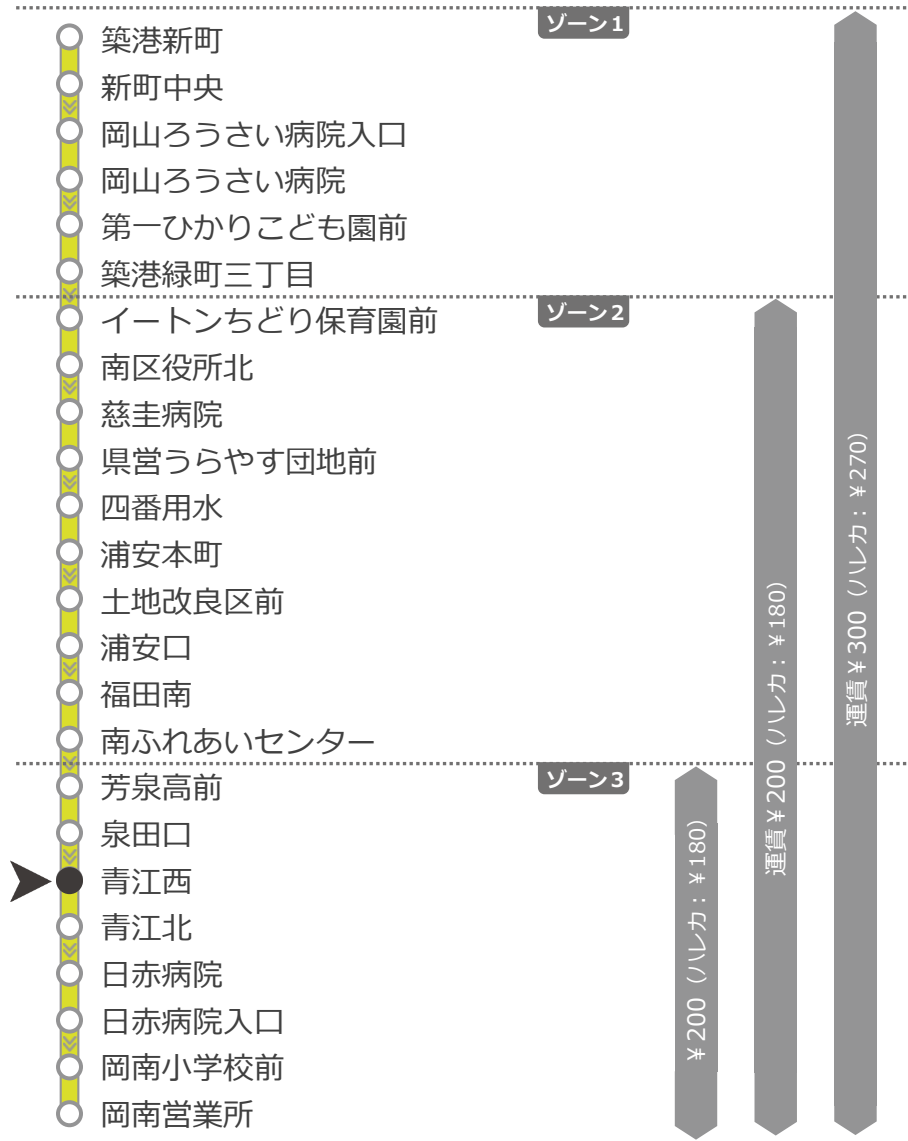 ゾーン1
築港新町
新町中央
岡山ろうさい病院入口
岡山ろうさい病院
第一ひかりこども園前
築港緑町三丁目
ゾーン2
イートンちどり保育園前
南区役所北
慈圭病院
県営うらやす団地前
四番用水
浦安本町
土地改良区前
浦安口
福田南
南ふれあいセンター
ゾーン3
芳泉高前
泉田口
青江西
青江北
日赤病院
日赤病院入口
岡南小学校前
岡南営業所
¥200（ハレカ：¥180）
運賃¥200（ハレカ：¥180）
運賃¥300（ハレカ：¥270）